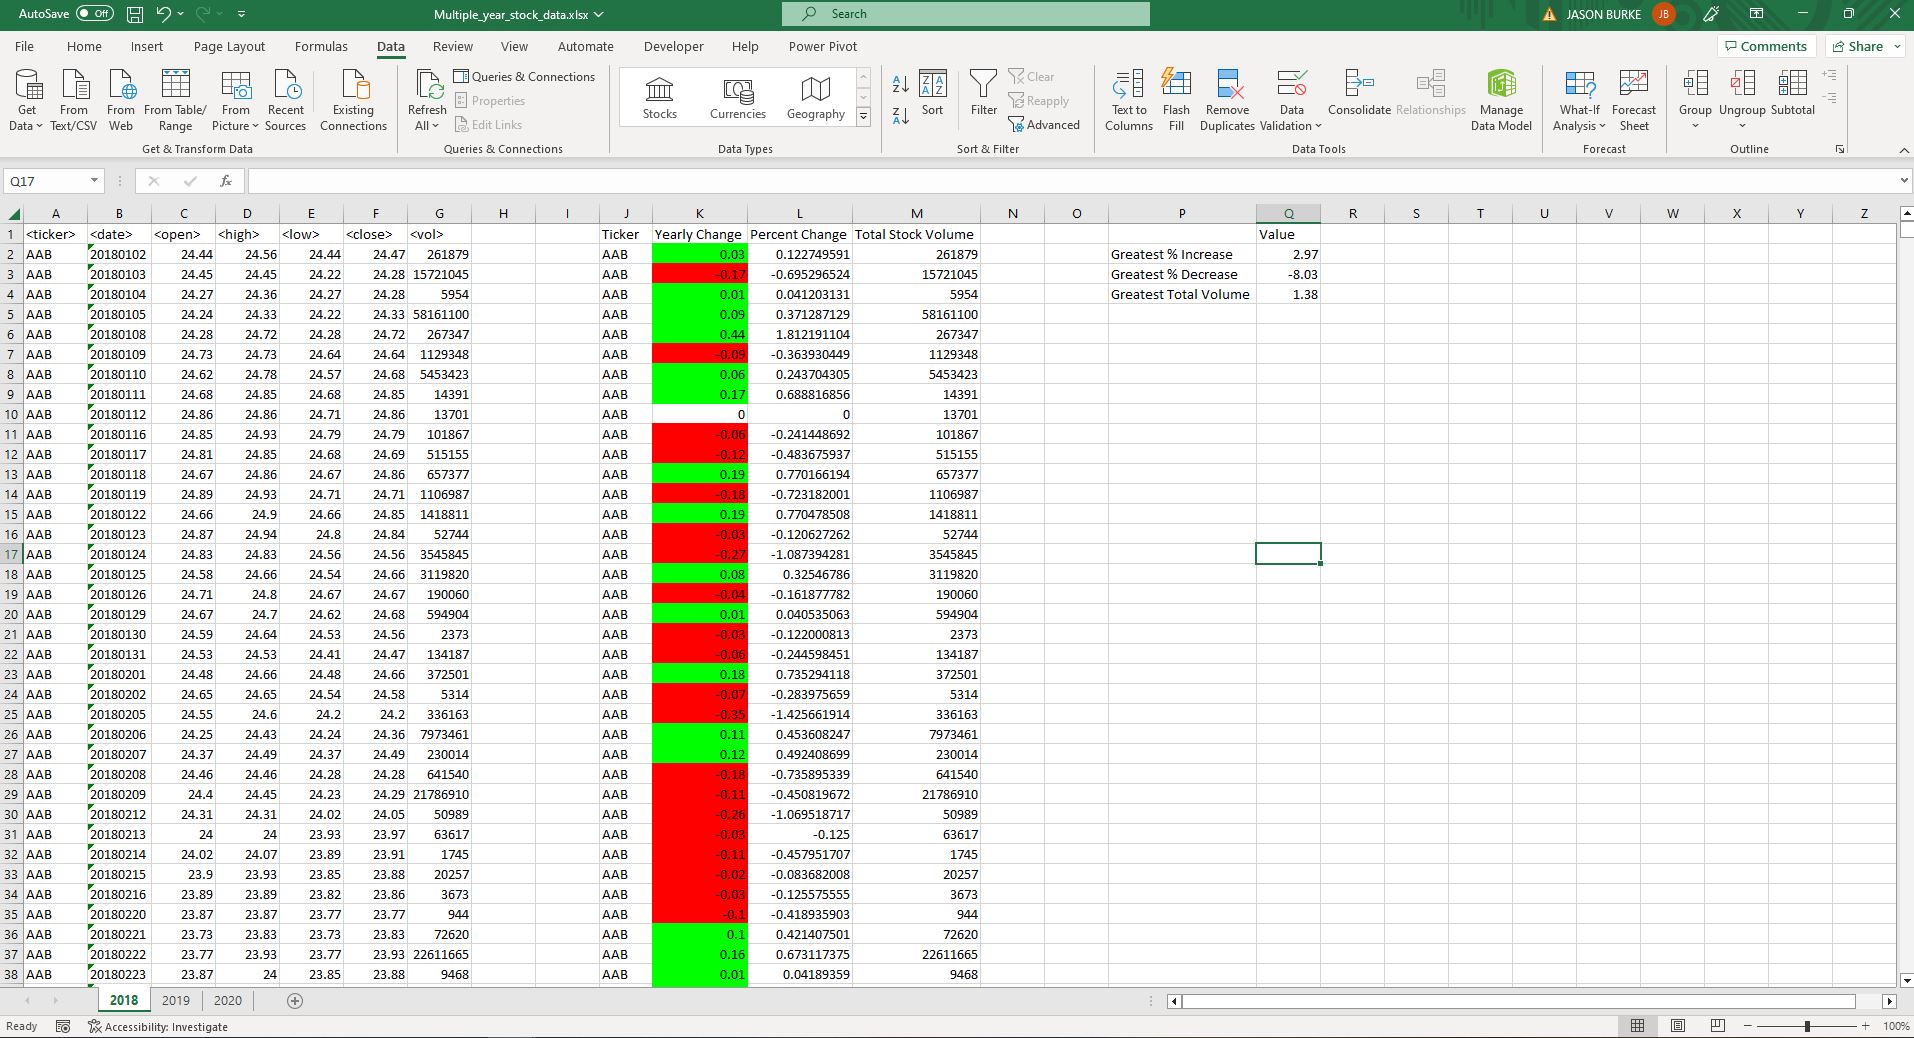 AutoSave Off Multiple_year_stock_data.xlsx Search JASON BURKE JB
File Home Insert Page Layout Formulas Data Review View Automate Developer Help Power Pivot Comments Share
Get Data From Text/CSV From Web From Table/ Range From Picture Recent Sources Existing Connections
Get & Transform Data
Refresh All Queries & Connections Properties Edit Links
Queries & Connections
Stocks Currencies Geography
Data Types
Sort Filter Clear Reapply Advanced
Sort & Filter
Text to Columns Flash Fill Remove Duplicates Data Validation Consolidate Relationships Manage Data Model
Data Tools
What-If Analysis Forecast Sheet
Forecast
Group Ungroup Subtotal
Outline
Q17 fx
A B C D E F G H I J K L M N O P Q R S T U V W X Y Z
1 <ticker> <date> <open> <high> <low> <close> <vol> Ticker Yearly Change Percent Change Total Stock Volume Value
2 AAB 20180102 24.44 24.56 24.44 24.47 261879 AAB 0.03 0.122749591 261879 Greatest % Increase 2.97
3 AAB 20180103 24.45 24.45 24.22 24.28 15721045 AAB -0.17 -0.695296524 15721045 Greatest % Decrease -8.03
4 AAB 20180104 24.27 24.36 24.27 24.28 5954 AAB 0.01 0.041203131 5954 Greatest Total Volume 1.38
5 AAB 20180105 24.24 24.33 24.22 24.33 58161100 AAB 0.09 0.371287129 58161100
6 AAB 20180108 24.28 24.72 24.28 24.72 267347 AAB 0.44 1.812191104 267347
7 AAB 20180109 24.73 24.73 24.64 24.64 1129348 AAB -0.09 -0.363930449 1129348
8 AAB 20180110 24.62 24.78 24.57 24.68 5453423 AAB 0.06 0.243704305 5453423
9 AAB 20180111 24.68 24.85 24.68 24.85 14391 AAB 0.17 0.688816856 14391
10 AAB 20180112 24.86 24.86 24.71 24.86 13701 AAB 0 0 13701
11 AAB 20180116 24.85 24.93 24.79 24.79 101867 AAB -0.06 -0.241448692 101867
12 AAB 20180117 24.81 24.85 24.68 24.69 515155 AAB -0.12 -0.483675937 515155
13 AAB 20180118 24.67 24.86 24.67 24.86 657377 AAB 0.19 0.770166194 657377
14 AAB 20180119 24.89 24.93 24.71 24.71 1106987 AAB -0.18 -0.723182001 1106987
15 AAB 20180122 24.66 24.9 24.66 24.85 1418811 AAB 0.19 0.770478508 1418811
16 AAB 20180123 24.87 24.94 24.8 24.84 52744 AAB -0.03 -0.120627262 52744
17 AAB 20180124 24.83 24.83 24.56 24.56 3545845 AAB -0.27 -1.087394281 3545845
18 AAB 20180125 24.58 24.66 24.54 24.66 3119820 AAB 0.08 0.32546786 3119820
19 AAB 20180126 24.71 24.8 24.67 24.67 190060 AAB -0.04 -0.161877782 190060
20 AAB 20180129 24.67 24.7 24.62 24.68 594904 AAB 0.01 0.040535063 594904
21 AAB 20180130 24.59 24.64 24.53 24.56 2373 AAB -0.03 -0.122000813 2373
22 AAB 20180131 24.53 24.53 24.41 24.47 134187 AAB -0.06 -0.244598451 134187
23 AAB 20180201 24.48 24.66 24.48 24.66 372501 AAB 0.18 0.735294118 372501
24 AAB 20180202 24.65 24.65 24.54 24.58 5314 AAB -0.07 -0.283975659 5314
25 AAB 20180205 24.55 24.6 24.2 24.2 336163 AAB -0.35 -1.425661914 336163
26 AAB 20180206 24.25 24.43 24.24 24.36 7973461 AAB 0.11 0.453608247 7973461
27 AAB 20180207 24.37 24.49 24.37 24.49 230014 AAB 0.12 0.492408699 230014
28 AAB 20180208 24.46 24.46 24.28 24.28 641540 AAB -0.18 -0.735895339 641540
29 AAB 20180209 24.4 24.45 24.23 24.29 21786910 AAB -0.11 -0.450819672 21786910
30 AAB 20180212 24.31 24.31 24.02 24.05 50989 AAB -0.26 -1.069518717 50989
31 AAB 20180213 24 24 23.93 23.97 63617 AAB -0.03 -0.125 63617
32 AAB 20180214 24.02 24.07 23.89 23.91 1745 AAB -0.11 -0.457951707 1745
33 AAB 20180215 23.9 23.93 23.85 23.88 20257 AAB -0.02 -0.083682008 20257
34 AAB 20180216 23.89 23.89 23.82 23.86 3673 AAB -0.03 -0.125575555 3673
35 AAB 20180220 23.87 23.87 23.77 23.77 944 AAB -0.1 -0.418935903 944
36 AAB 20180221 23.73 23.83 23.73 23.83 72620 AAB 0.1 0.421407501 72620
37 AAB 20180222 23.77 23.93 23.77 23.93 22611665 AAB 0.16 0.673117375 22611665
38 AAB 20180223 23.87 24 23.85 23.88 9468 AAB 0.01 0.04189359 9468
2018 2019 2020
Ready Accessibility: Investigate 100%